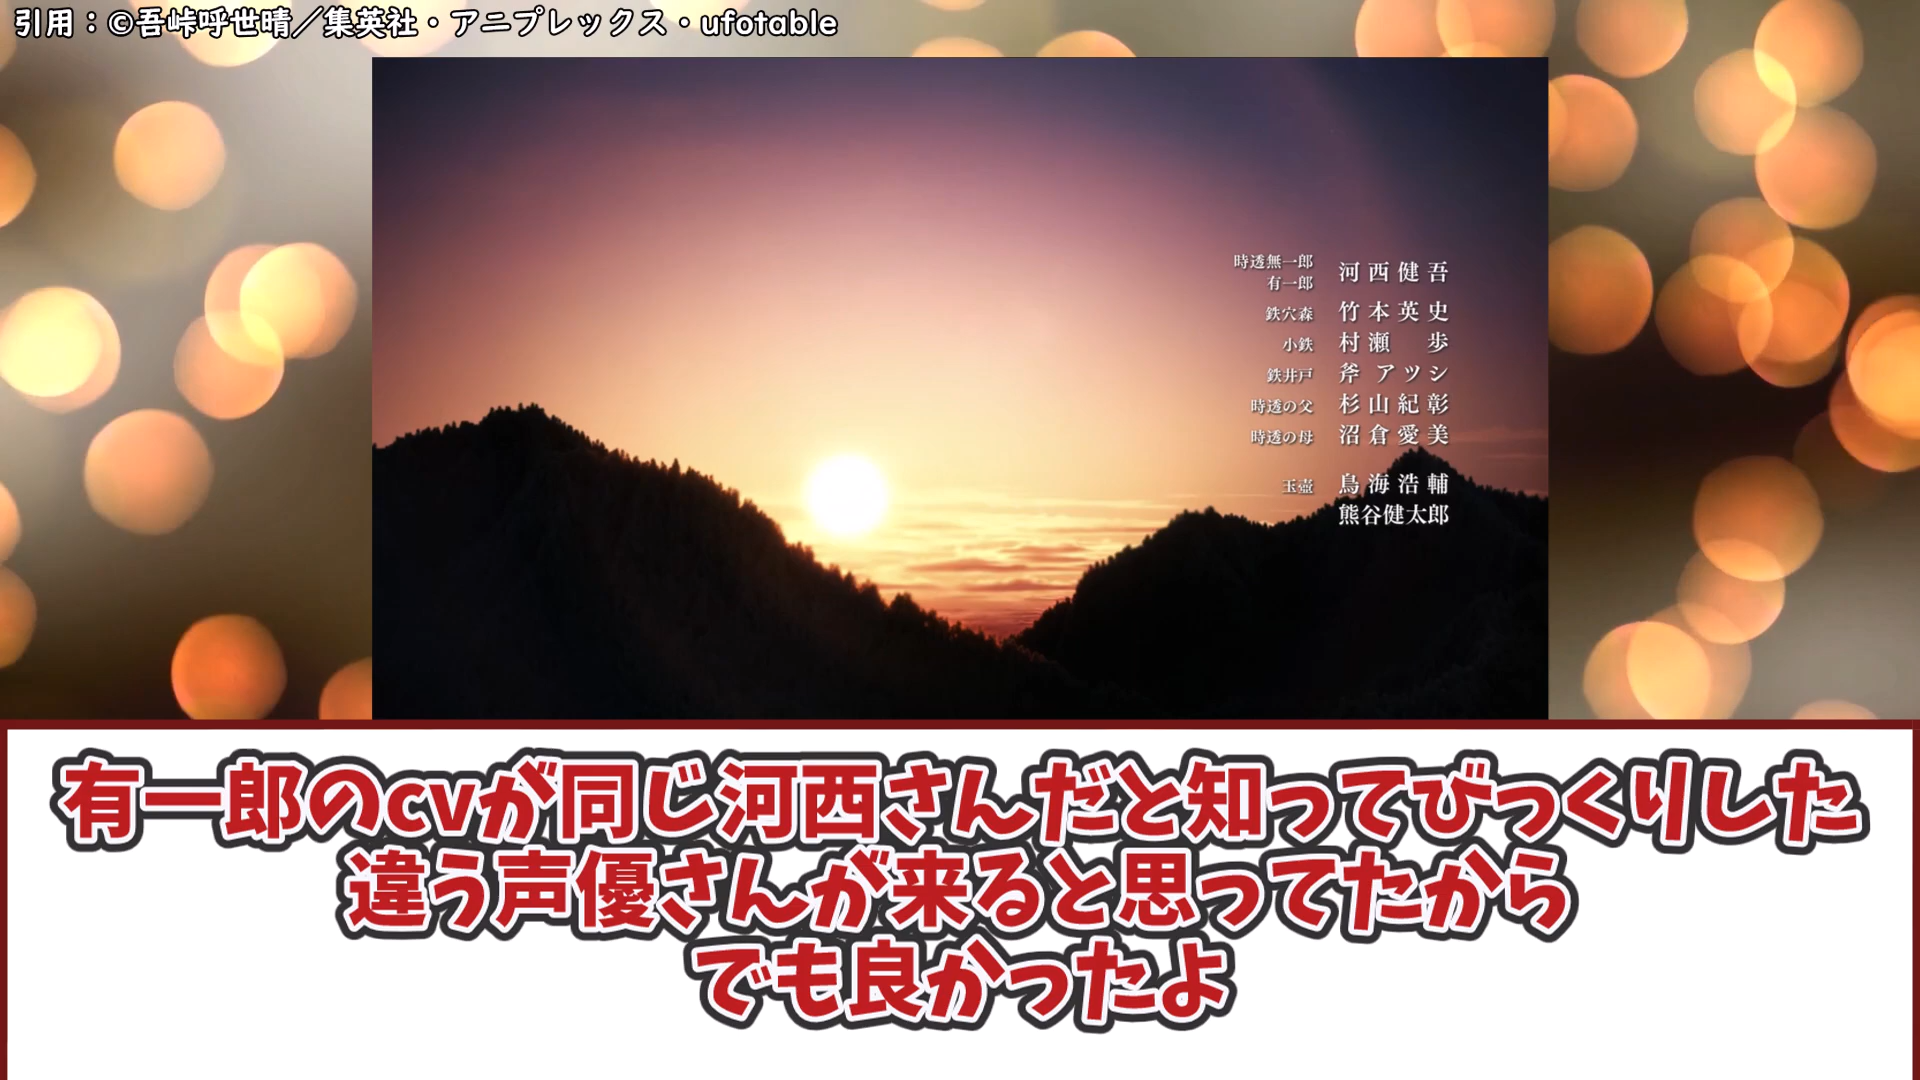 引用：©吾峠呼世晴／集英社・アニプレックス・ufotable
時透無一郎
有一郎 河西健吾
鉄穴森 竹本英史
小鉄 村瀬 歩
鉄井戸 斧 アツシ
時透の父 杉山紀彰
時透の母 沼倉愛美
玉壺 鳥海浩輔
熊谷健太郎
有一郎のcvが同じ河西さんだと知ってびっくりした
違う声優さんが来ると思ってたから
でも良かったよ